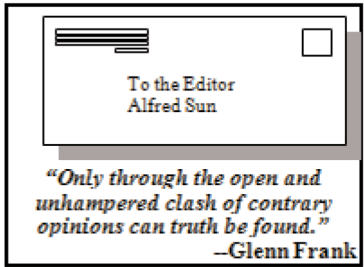 To the Editor
Alfred Sun
“Only through the open and
unhampered clash of contrary
opinions can truth be found.”
--Glenn Frank